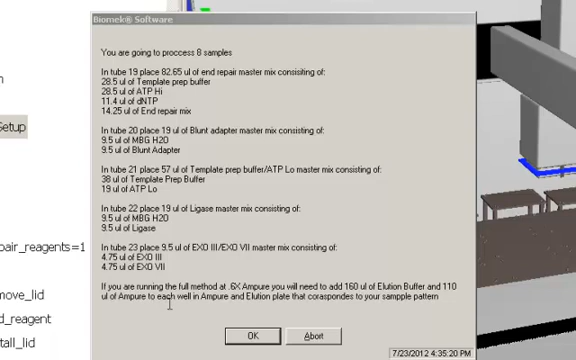 Biomek® Software
You are going to proccess 8 samples
In tube 19 place 82.65 ul of end repair master mix consisiting of:
28.5 ul of Template prep buffer
28.5 ul of ATP Hi
11.4 ul of dNTP
14.25 ul of End repair mix
In tube 20 place 19 ul of Blunt adapter master mix consisting of:
9.5 ul of MBG H2O
9.5 ul of Blunt Adapter
In tube 21 place 57 ul of Template prep buffer/ATP Lo master mix consisting of:
38 ul of Template Prep Buffer
19 ul of ATP Lo
In tube 22 place 19 ul of Ligase master mix consisting of:
9.5 ul of MBG H2O
9.5 ul of Ligase
In tube 23 place 9.5 ul of EXO III/EXO VII master mix consisting of:
4.75 ul of EXO III
4.75 ul of EXO VII
If you are running the full method at .6X Ampure you will need to add 160 ul of Elution Buffer and 110
ul of Ampure to each well in Ampure and Elution plate that corasponds to your sampple pattern
OK Abort
7/23/2012 4:35:20 PM
n
Setup
pair_reagents=1
move_lid
d_reagent
tall_lid